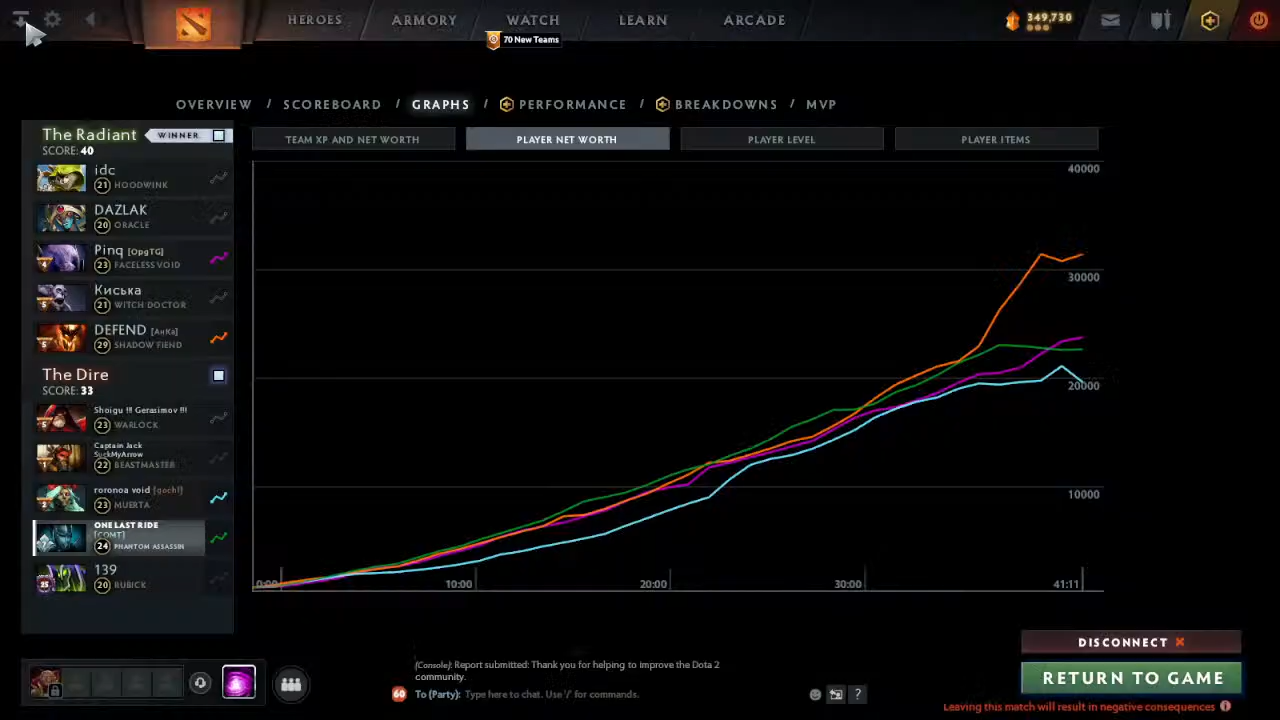 HEROES
ARMORY
WATCH
LEARN
ARCADE
349,730
70 New Teams
OVERVIEW / SCOREBOARD / GRAPHS / PERFORMANCE / BREAKDOWNS / MVP
The Radiant WINNER
SCORE: 40
TEAM XP AND NET WORTH
PLAYER NET WORTH
PLAYER LEVEL
PLAYER ITEMS
idc
21 HOODWINK
DAZLAK
20 ORACLE
Pinq [OpgTG]
23 FACELESS VOID
Киська
21 WITCH DOCTOR
DEFEND [АнКа]
29 SHADOW FIEND
The Dire
SCORE: 33
Shoigu !!! Gerasimov !!!
23 WARLOCK
Captain Jack
SuckMyArrow
22 BEASTMASTER
roronoa void [goch!]
23 MUERTA
ONE LAST RIDE
[COMT]
24 PHANTOM ASSASSIN
139
20 RUBICK
40000
30000
20000
10000
0:00
10:00
20:00
30:00
41:11
DISCONNECT
RETURN TO GAME
Leaving this match will result in negative consequences
(Console): Report submitted: Thank you for helping to improve the Dota 2
community.
60 To (Party): Type here to chat. Use '/' for commands.
?